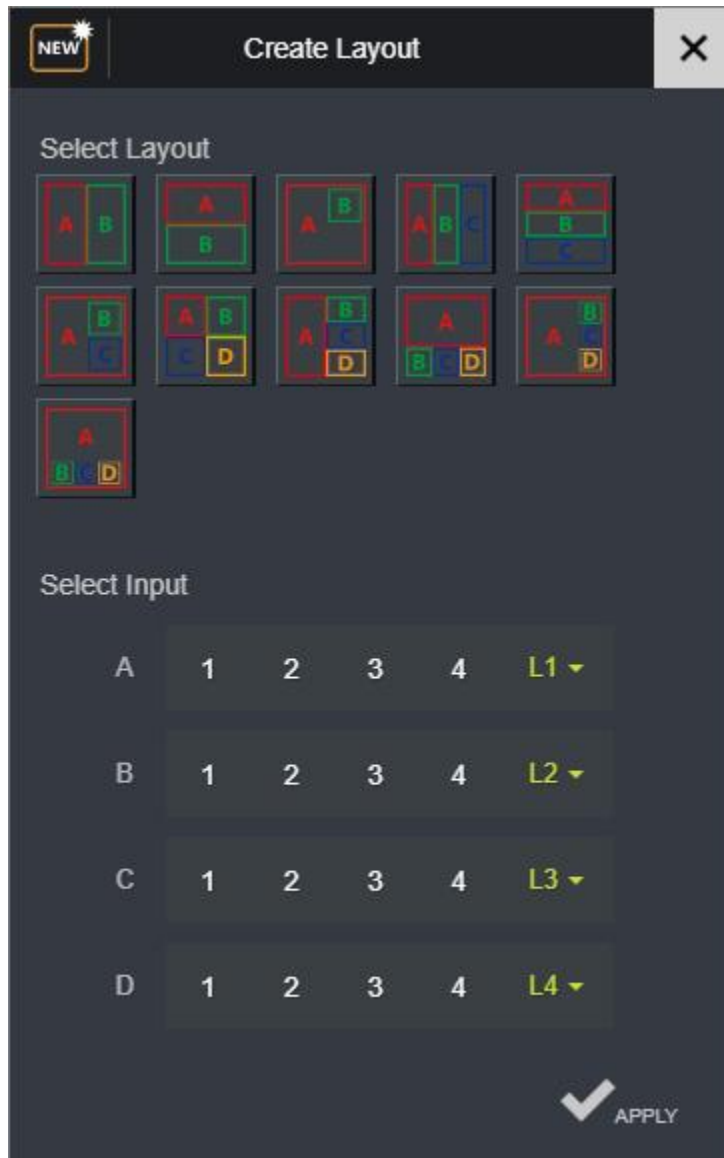 NEW Create Layout
Select Layout
A B
A
B
A B
A B C
A
B
C
A B
C
A B
C D
A B
C
D
A
B C D
A B
C
D
A
B C D
Select Input
A 1 2 3 4 L1
B 1 2 3 4 L2
C 1 2 3 4 L3
D 1 2 3 4 L4
APPLY